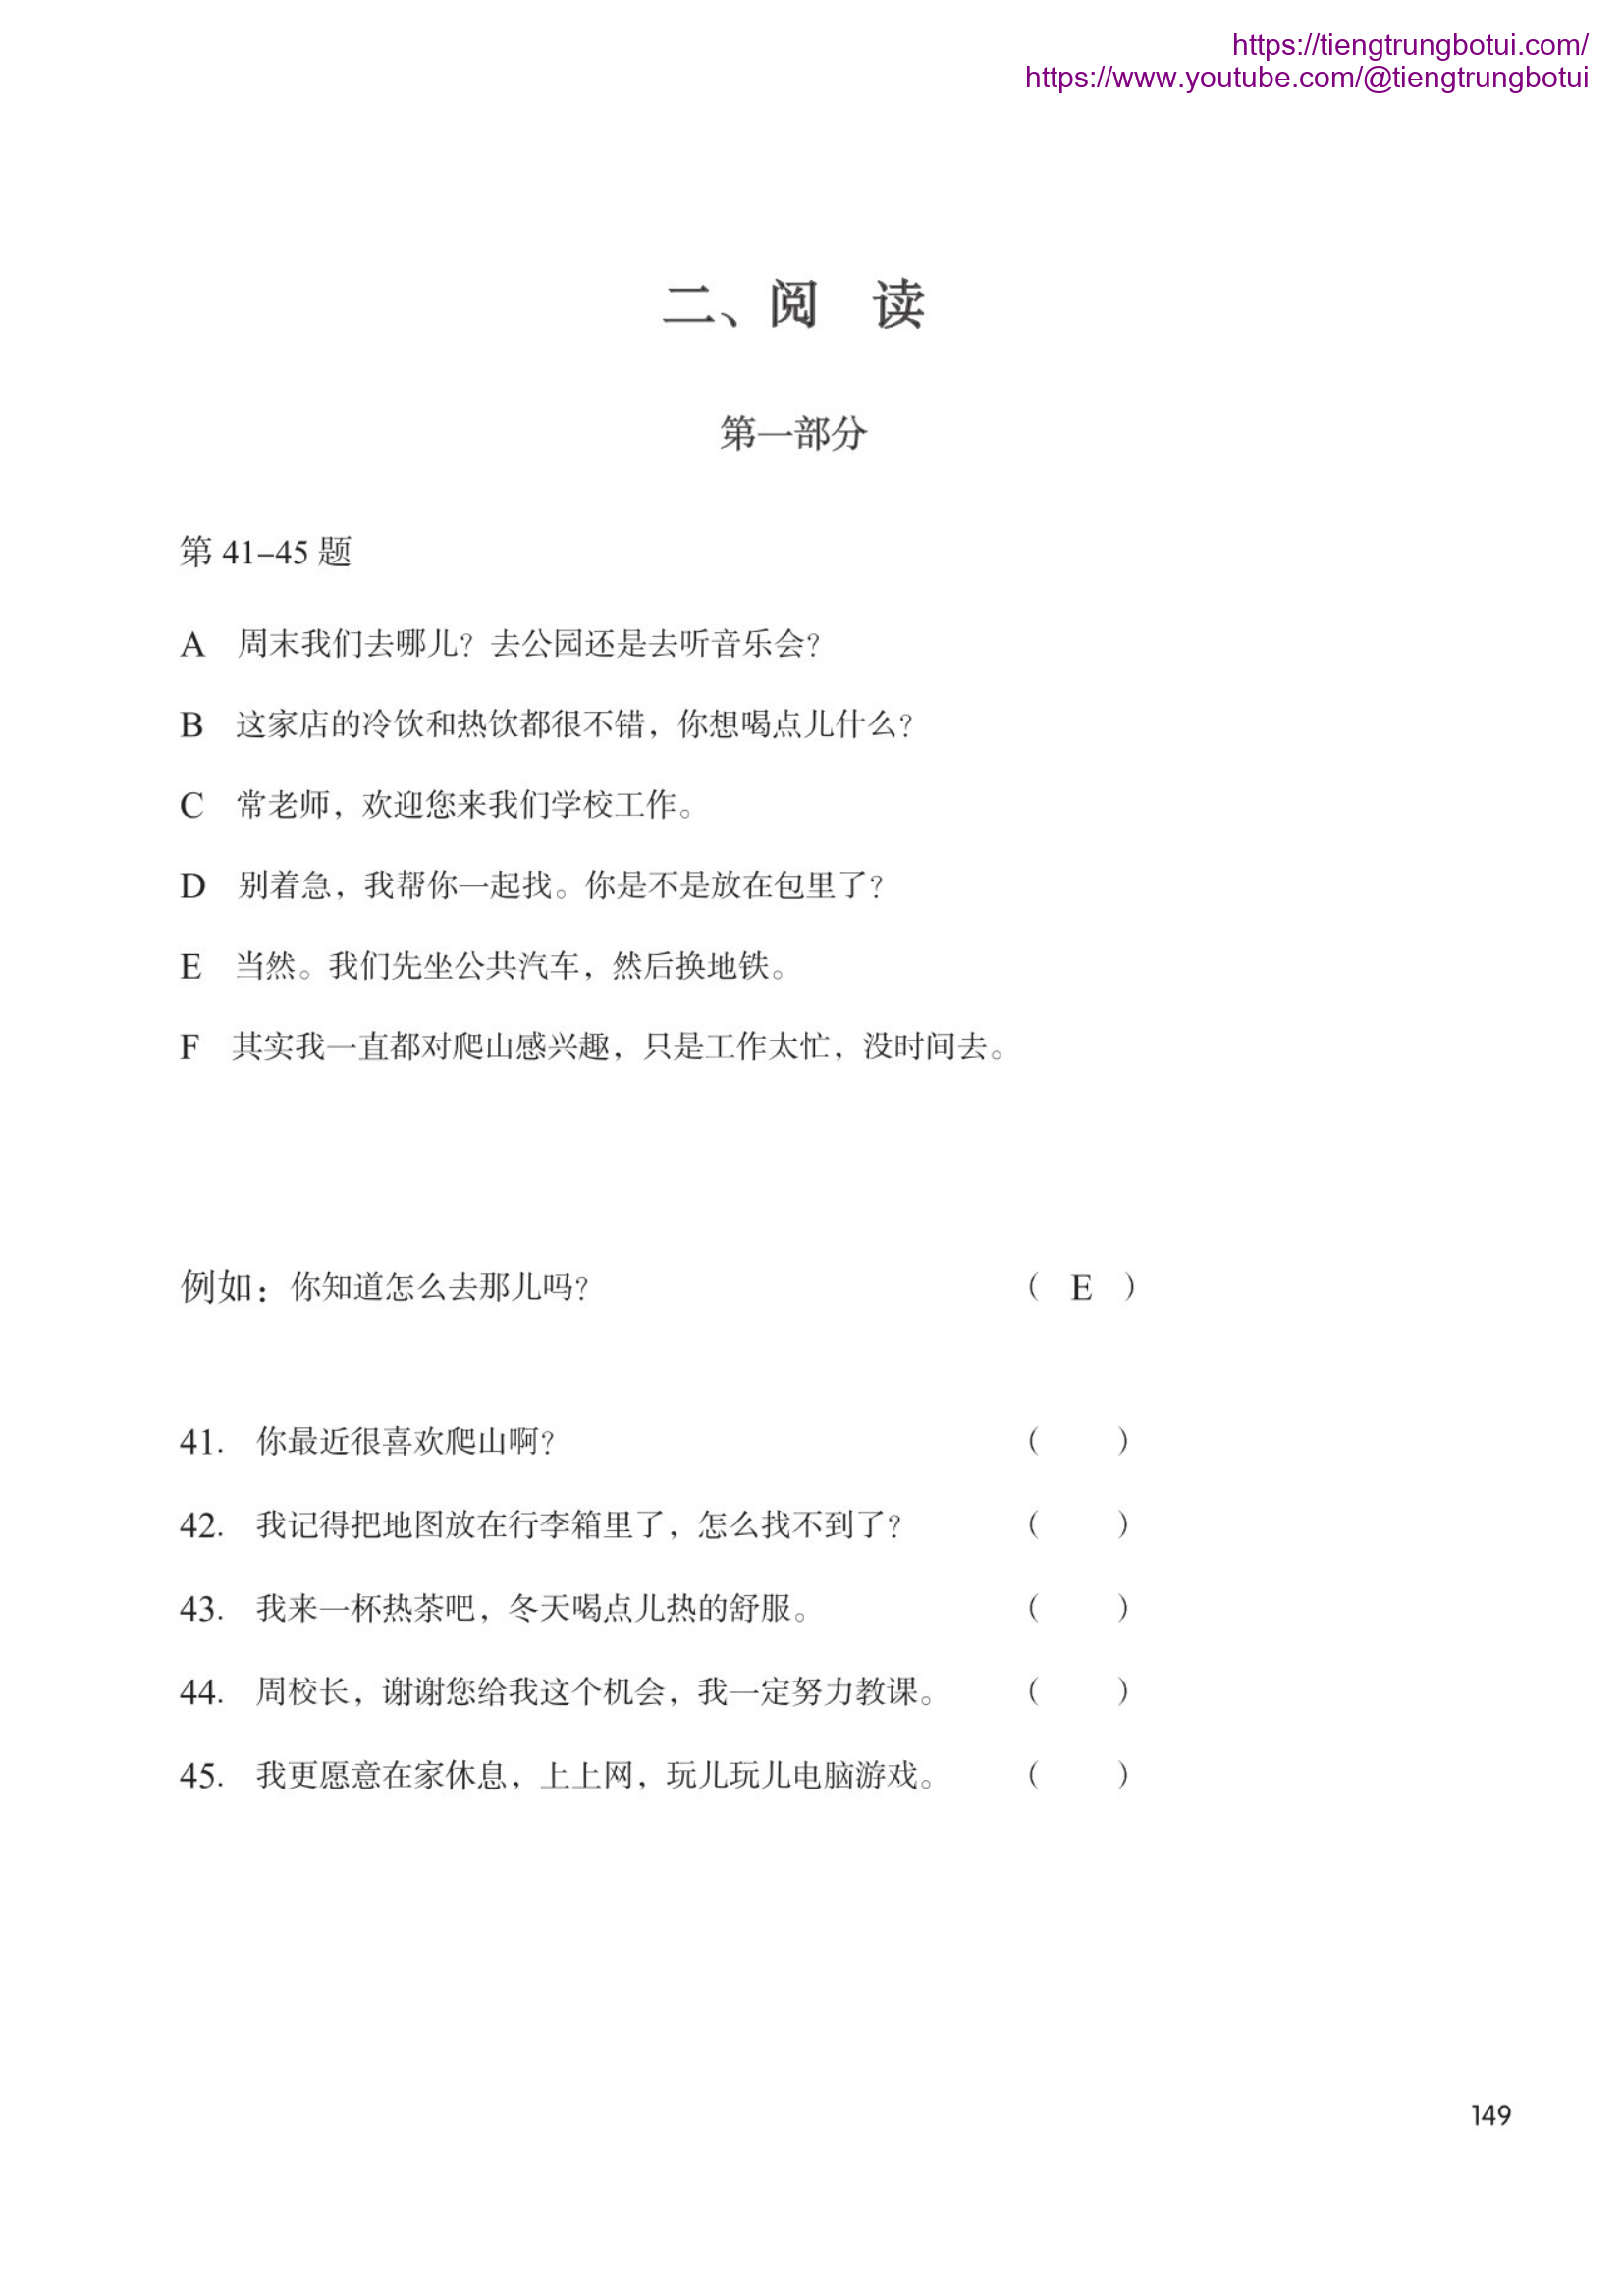 https://tiengtrungbotui.com/
https://www.youtube.com/@tiengtrungbotui
二、阅 读
第一部分
第 41–45 题
A 周末我们去哪儿？去公园还是去听音乐会？
B 这家店的冷饮和热饮都很不错，你想喝点儿什么？
C 常老师，欢迎您来我们学校工作。
D 别着急，我帮你一起找。你是不是放在包里了？
E 当然。我们先坐公共汽车，然后换地铁。
F 其实我一直都对爬山感兴趣，只是工作太忙，没时间去。
例如：你知道怎么去那儿吗？ （ E ）
41. 你最近很喜欢爬山啊？ （ ）
42. 我记得把地图放在行李箱里了，怎么找不到了？ （ ）
43. 我来一杯热茶吧，冬天喝点儿热的舒服。 （ ）
44. 周校长，谢谢您给我这个机会，我一定努力教课。 （ ）
45. 我更愿意在家休息，上上网，玩儿玩儿电脑游戏。 （ ）
149